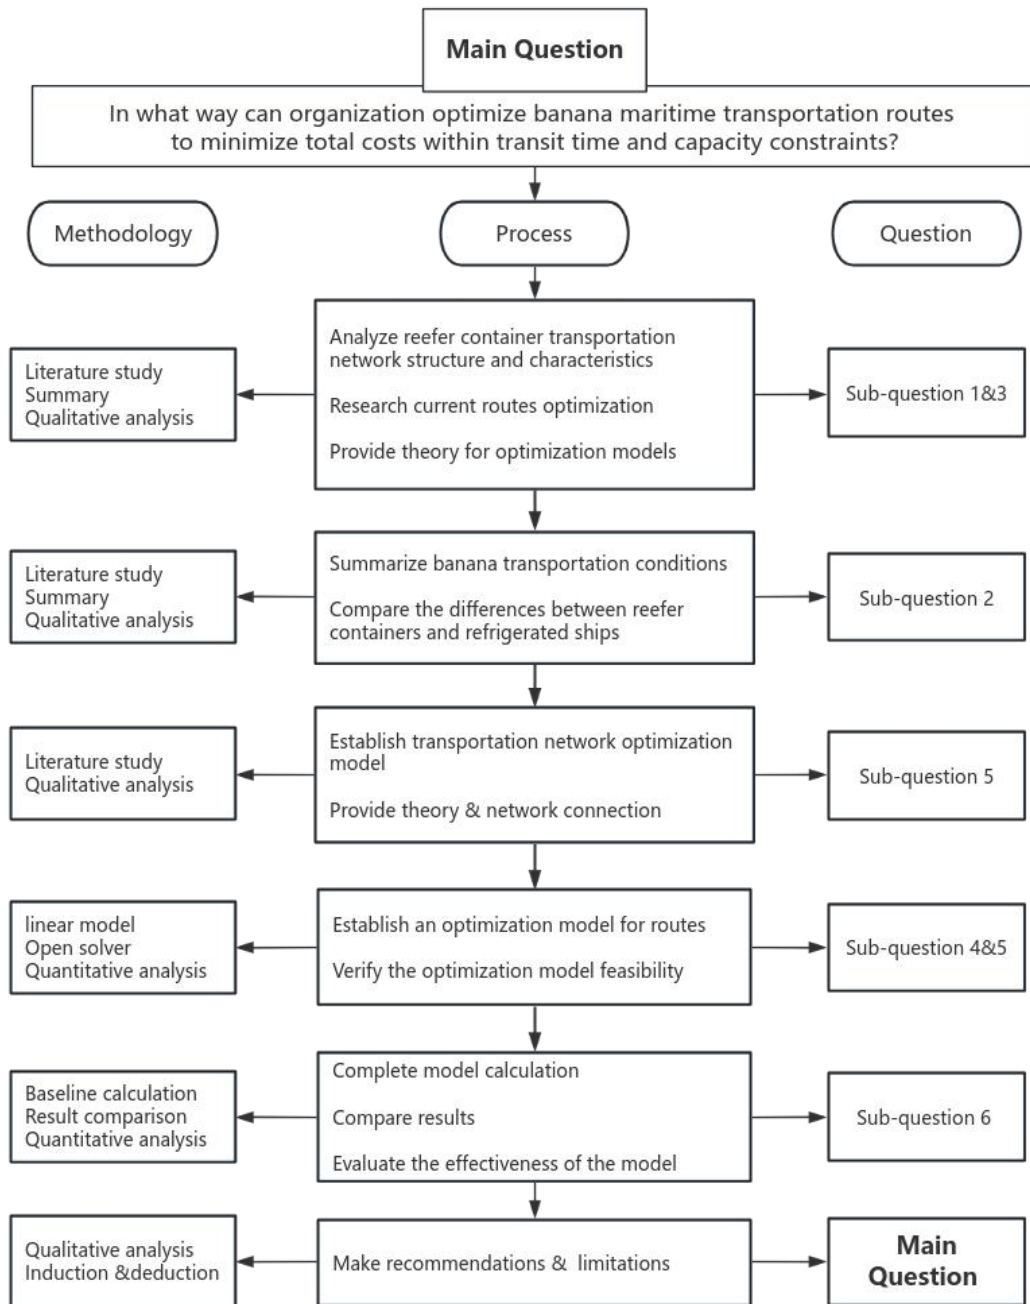 Main Question
In what way can organization optimize banana maritime transportation routes
to minimize total costs within transit time and capacity constraints?
Methodology
Process
Question
Literature study
Summary
Qualitative analysis
Analyze reefer container transportation
network structure and characteristics
Research current routes optimization
Provide theory for optimization models
Sub-question 1&3
Literature study
Summary
Qualitative analysis
Summarize banana transportation conditions
Compare the differences between reefer
containers and refrigerated ships
Sub-question 2
Literature study
Qualitative analysis
Establish transportation network optimization
model
Provide theory & network connection
Sub-question 5
linear model
Open solver
Quantitative analysis
Establish an optimization model for routes
Verify the optimization model feasibility
Sub-question 4&5
Baseline calculation
Result comparison
Quantitative analysis
Complete model calculation
Compare results
Evaluate the effectiveness of the model
Sub-question 6
Qualitative analysis
Induction &deduction
Make recommendations & limitations
Main
Question